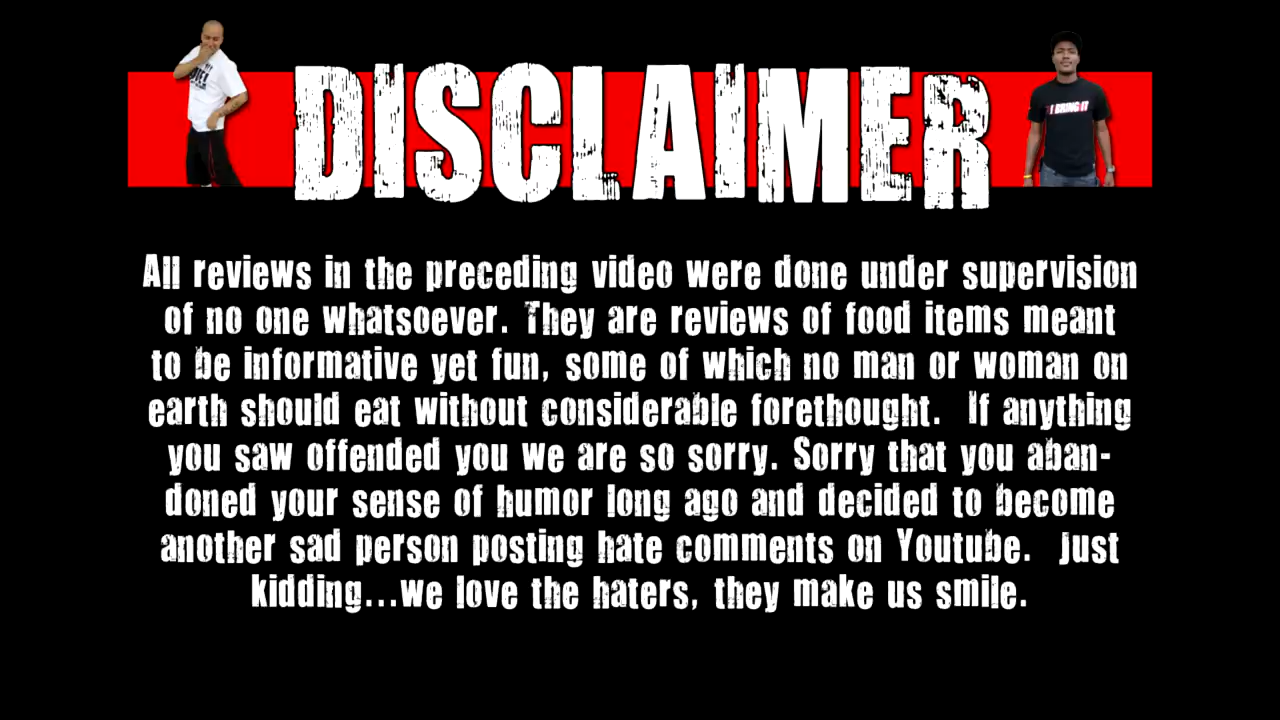 DISCLAIMER
I BRING IT
All reviews in the preceding video were done under supervision
of no one whatsoever. They are reviews of food items meant
to be informative yet fun, some of which no man or woman on
earth should eat without considerable forethought. If anything
you saw offended you we are so sorry. Sorry that you aban-
doned your sense of humor long ago and decided to become
another sad person posting hate comments on Youtube. Just
kidding...we love the haters, they make us smile.